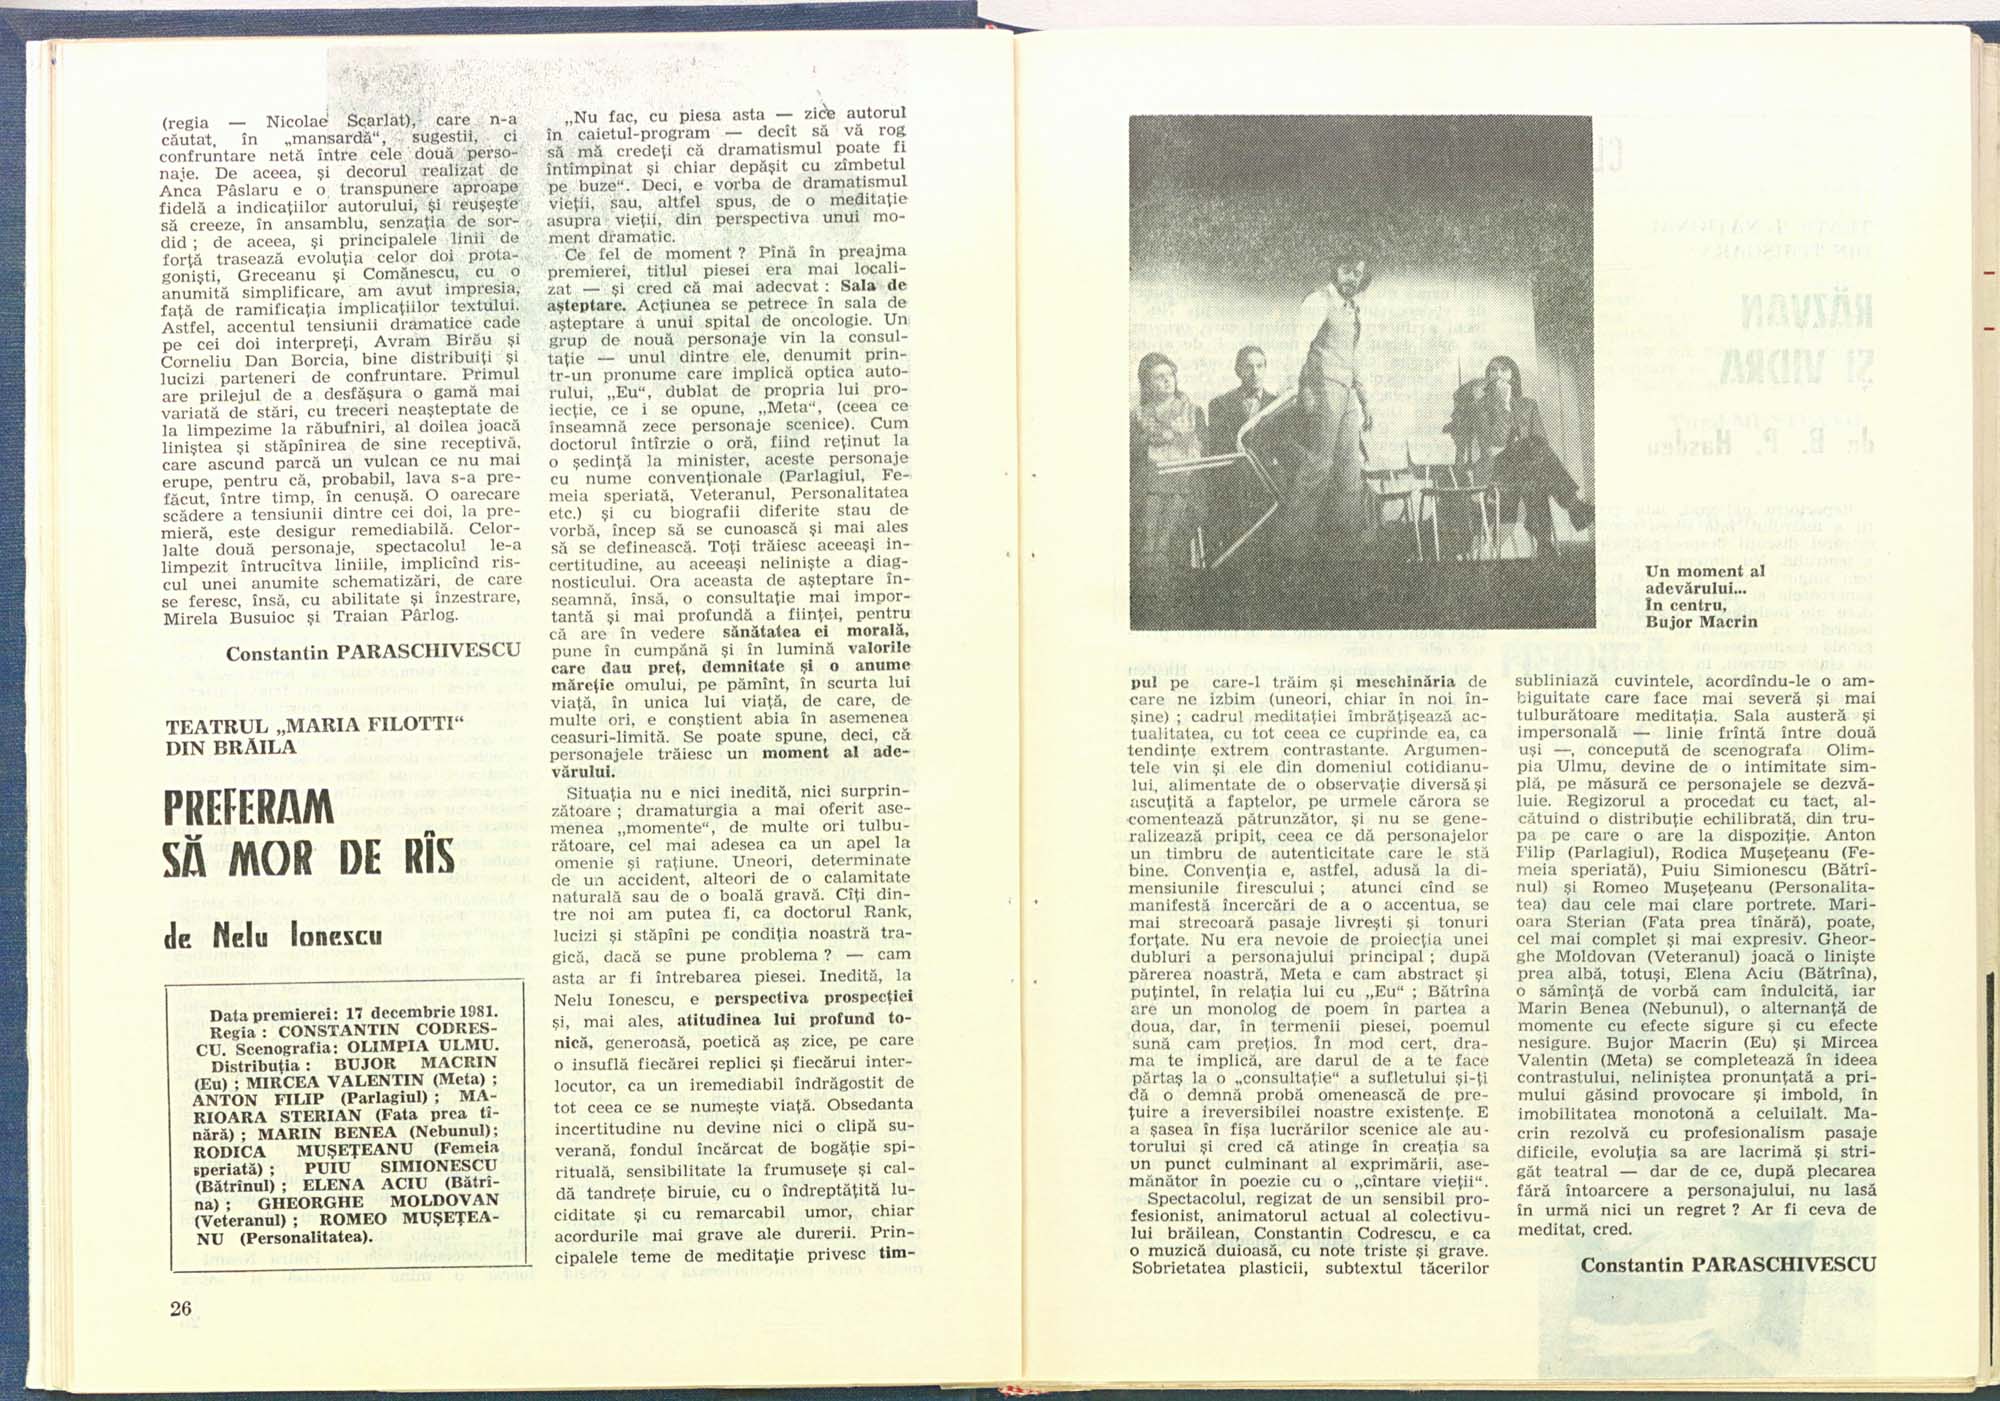 (regia — Nicolae Scarlat), care n-a
căutat, în „mansardă“, sugestii, ci
confruntare netă între cele două perso-
naje. De aceea, și decorul realizat de
Anca Pâslaru e o transpunere aproape
fidelă a indicațiilor autorului, și reușește
să creeze, în ansamblu, senzația de sor-
did ; de aceea, și principalele linii de
forță trasează evoluția celor doi prota-
goniști, Greceanu și Comănescu, cu o
anumită simplificare, am avut impresia,
față de ramificația implicațiilor textului.
Astfel, accentul tensiunii dramatice cade
pe cei doi interpreți, Avram Birău și
Corneliu Dan Borcia, bine distribuiți și
lucizi parteneri de confruntare. Primul
are prilejul de a desfășura o gamă mai
variată de stări, cu treceri neașteptate de
la limpezime la răbufniri, al doilea joacă
liniștea și stăpînirea de sine receptivă,
care ascund parcă un vulcan ce nu mai
erupe, pentru că, probabil, lava s-a pre-
făcut, între timp, în cenușă. O oarecare
scădere a tensiunii dintre cei doi, la pre-
mieră, este desigur remediabilă. Celor-
lalte două personaje, spectacolul le-a
limpezit întrucîtva liniile, implicînd ris-
cul unei anumite schematizări, de care
se feresc, însă, cu abilitate și înzestrare,
Mirela Busuioc și Traian Pârlog.
Constantin PARASCHIVESCU
TEATRUL „MARIA FILOTTI“
DIN BRĂILA
PREFERAM
SĂ MOR DE RÎS
de Nelu Ionescu
Data premierei: 17 decembrie 1981.
Regia : CONSTANTIN CODRES-
CU. Scenografia: OLIMPIA ULMU.
Distribuția : BUJOR MACRIN
(Eu) ; MIRCEA VALENTIN (Meta) ;
ANTON FILIP (Parlagiul) ; MA-
RIOARA STERIAN (Fata prea tî-
nără) ; MARIN BENEA (Nebunul);
RODICA MUȘEȚEANU (Femeia
speriată) ; PUIU SIMIONESCU
(Bătrînul) ; ELENA ACIU (Bătrî-
na) ; GHEORGHE MOLDOVAN
(Veteranul) ; ROMEO MUȘEȚEA-
NU (Personalitatea).
26
„Nu fac, cu piesa asta — zice autorul
în caietul-program — decît să vă rog
să mă credeți că dramatismul poate fi
întîmpinat și chiar depășit cu zîmbetul
pe buze“. Deci, e vorba de dramatismul
vieții, sau, altfel spus, de o meditație
asupra vieții, din perspectiva unui mo-
ment dramatic.
Ce fel de moment ? Pînă în preajma
premierei, titlul piesei era mai locali-
zat — și cred că mai adecvat : Sala de
așteptare. Acțiunea se petrece în sala de
așteptare a unui spital de oncologie. Un
grup de nouă personaje vin la consul-
tație — unul dintre ele, denumit prin-
tr-un pronume care implică optica auto-
rului, „Eu“, dublat de propria lui pro-
iecție, ce i se opune, „Meta“, (ceea ce
înseamnă zece personaje scenice). Cum
doctorul întîrzie o oră, fiind reținut la
o ședință la minister, aceste personaje
cu nume convenționale (Parlagiul, Fe-
meia speriată, Veteranul, Personalitatea
etc.) și cu biografii diferite stau de
vorbă, încep să se cunoască și mai ales
să se definească. Toți trăiesc aceeași in-
certitudine, au aceeași neliniște a diag-
nosticului. Ora aceasta de așteptare în-
seamnă, însă, o consultație mai impor-
tantă și mai profundă a ființei, pentru
că are în vedere sănătatea ei morală,
pune în cumpănă și în lumină valorile
care dau preț, demnitate și o anume
măreție omului, pe pămînt, în scurta lui
viață, în unica lui viață, de care, de
multe ori, e conștient abia în asemenea
ceasuri-limită. Se poate spune, deci, că
personajele trăiesc un moment al ade-
vărului.
Situația nu e nici inedită, nici surprin-
zătoare ; dramaturgia a mai oferit ase-
menea „momente“, de multe ori tulbu-
rătoare, cel mai adesea ca un apel la
omenie și rațiune. Uneori, determinate
de un accident, alteori de o calamitate
naturală sau de o boală gravă. Cîți din-
tre noi am putea fi, ca doctorul Rank,
lucizi și stăpîni pe condiția noastră tra-
gică, dacă se pune problema ? — cam
asta ar fi întrebarea piesei. Inedită, la
Nelu Ionescu, e perspectiva prospecției
și, mai ales, atitudinea lui profund to-
nică, generoasă, poetică aș zice, pe care
o insuflă fiecărei replici și fiecărui inter-
locutor, ca un iremediabil îndrăgostit de
tot ceea ce se numește viață. Obsedanta
incertitudine nu devine nici o clipă su-
verană, fondul încărcat de bogăție spi-
rituală, sensibilitate la frumusețe și cal-
dă tandrețe biruie, cu o îndreptățită lu-
ciditate și cu remarcabil umor, chiar
acordurile mai grave ale durerii. Prin-
cipalele teme de meditație privesc tim-
Un moment al
adevărului...
În centru,
Bujor Macrin
pul pe care-l trăim și meschinăria de
care ne izbim (uneori, chiar în noi în-
șine) ; cadrul meditației îmbrățișează ac-
tualitatea, cu tot ceea ce cuprinde ea, ca
tendințe extrem contrastante. Argumen-
tele vin și ele din domeniul cotidianu-
lui, alimentate de o observație diversă și
ascuțită a faptelor, pe urmele cărora se
comentează pătrunzător, și nu se gene-
ralizează pripit, ceea ce dă personajelor
un timbru de autenticitate care le stă
bine. Convenția e, astfel, adusă la di-
mensiunile firescului ; atunci cînd se
manifestă încercări de a o accentua, se
mai strecoară pasaje livrești și tonuri
forțate. Nu era nevoie de proiecția unei
dubluri a personajului principal ; după
părerea noastră, Meta e cam abstract și
puțintel, în relația lui cu „Eu“ ; Bătrîna
are un monolog de poem în partea a
doua, dar, în termenii piesei, poemul
sună cam prețios. În mod cert, dra-
ma te implică, are darul de a te face
părtaș la o „consultație“ a sufletului și-ți
dă o demnă probă omenească de pre-
țuire a ireversibilei noastre existențe. E
a șasea în fișa lucrărilor scenice ale au-
torului și cred că atinge în creația sa
un punct culminant al exprimării, ase-
mănător în poezie cu o „cîntare vieții“.
Spectacolul, regizat de un sensibil pro-
fesionist, animatorul actual al colectivu-
lui brăilean, Constantin Codrescu, e ca
o muzică duioasă, cu note triste și grave.
Sobrietatea plasticii, subtextul tăcerilor
subliniază cuvintele, acordîndu-le o am-
biguitate care face mai severă și mai
tulburătoare meditația. Sala austeră și
impersonală — linie frîntă între două
uși —, concepută de scenografa Olim-
pia Ulmu, devine de o intimitate sim-
plă, pe măsură ce personajele se dezvă-
luie. Regizorul a procedat cu tact, al-
cătuind o distribuție echilibrată, din tru-
pa pe care o are la dispoziție. Anton
Filip (Parlagiul), Rodica Mușețeanu (Fe-
meia speriată), Puiu Simionescu (Bătrî-
nul) și Romeo Mușețeanu (Personalita-
tea) dau cele mai clare portrete. Mari-
oara Sterian (Fata prea tînără), poate,
cel mai complet și mai expresiv. Gheor-
ghe Moldovan (Veteranul) joacă o liniște
prea albă, totuși, Elena Aciu (Bătrîna),
o sămînță de vorbă cam îndulcită, iar
Marin Benea (Nebunul), o alternanță de
momente cu efecte sigure și cu efecte
nesigure. Bujor Macrin (Eu) și Mircea
Valentin (Meta) se completează în ideea
contrastului, neliniștea pronunțată a pri-
mului găsind provocare și imbold, în
imobilitatea monotonă a celuilalt. Ma-
crin rezolvă cu profesionalism pasaje
dificile, evoluția sa are lacrimă și stri-
găt teatral — dar de ce, după plecarea
fără întoarcere a personajului, nu lasă
în urmă nici un regret ? Ar fi ceva de
meditat, cred.
Constantin PARASCHIVESCU